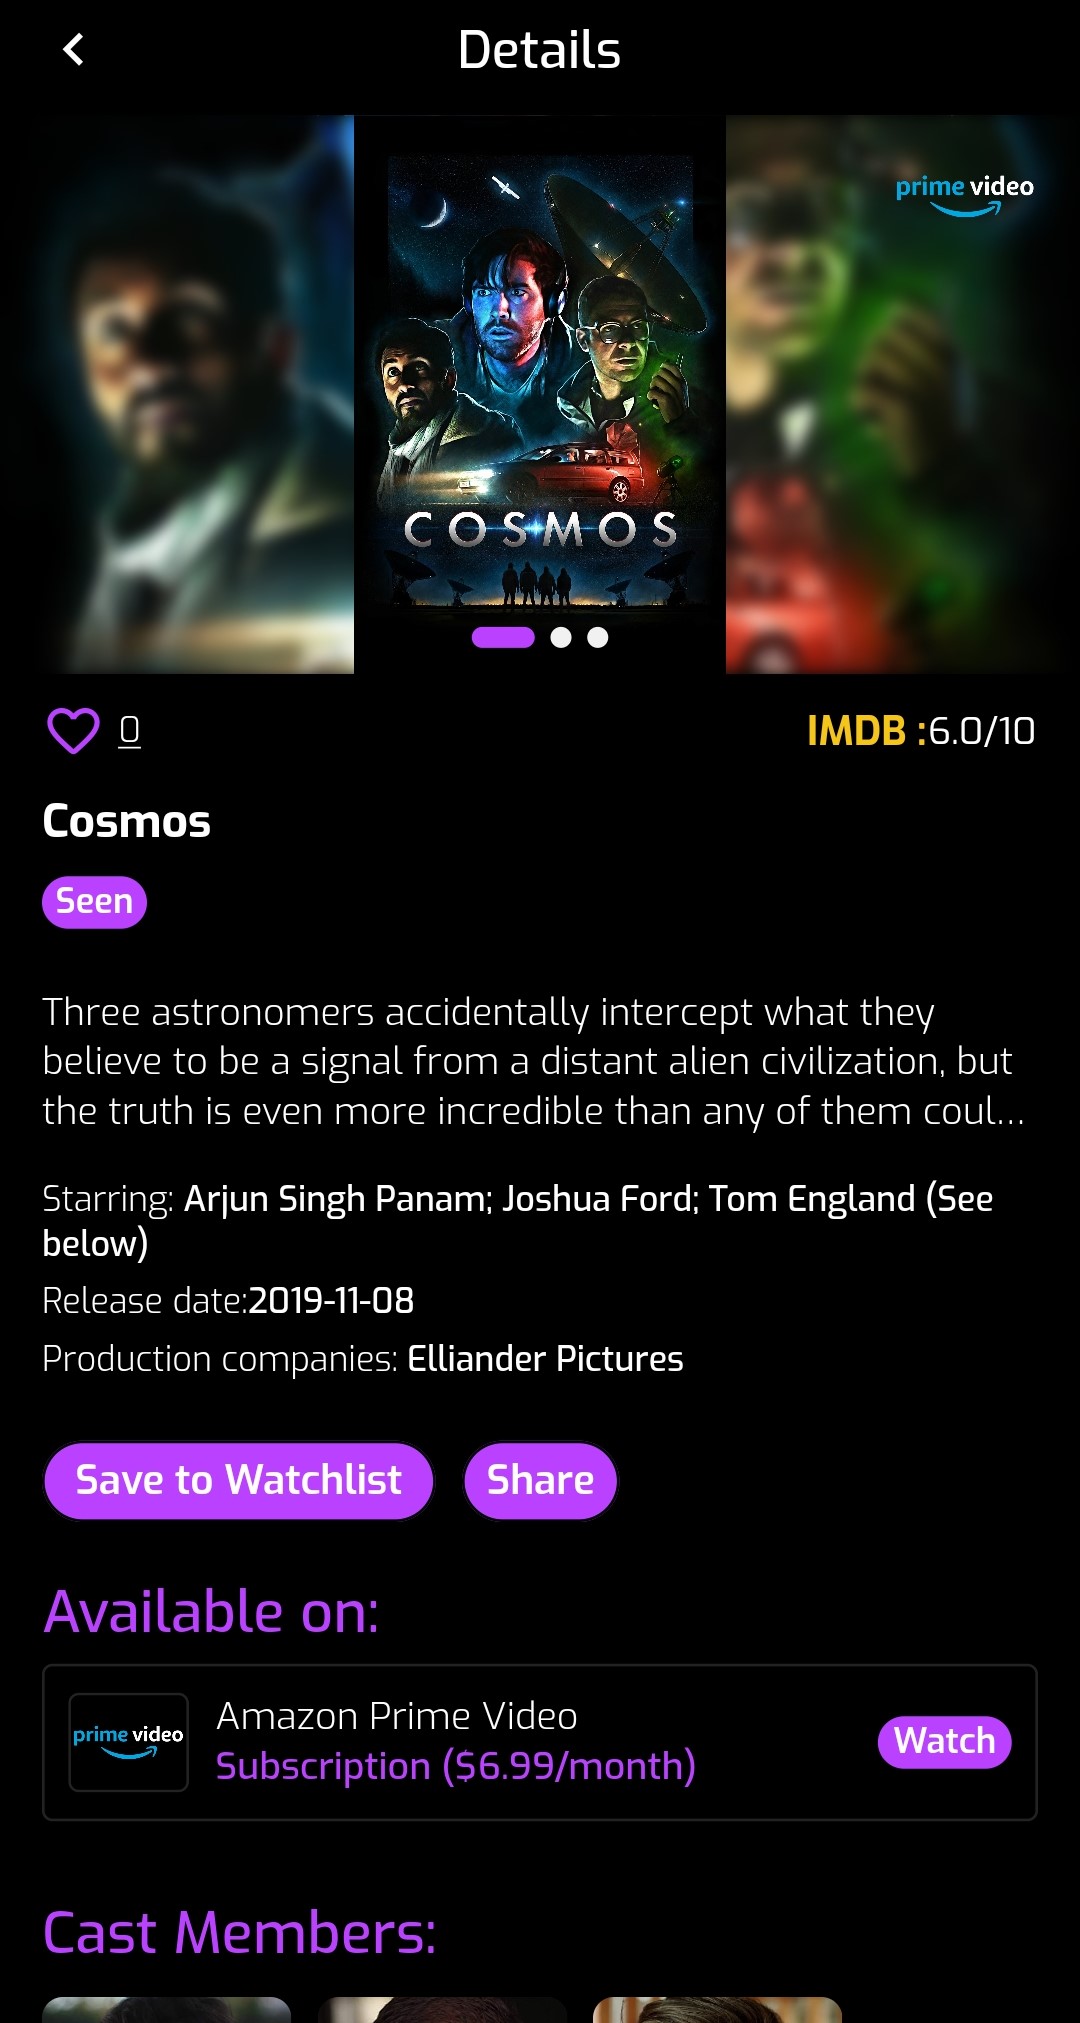 Details
prime video
COSMOS
0
IMDB :6.0/10
Cosmos
Seen
Three astronomers accidentally intercept what they
believe to be a signal from a distant alien civilization, but
the truth is even more incredible than any of them coul...
Starring: Arjun Singh Panam; Joshua Ford; Tom England (See
below)
Release date:2019-11-08
Production companies: Elliander Pictures
Save to Watchlist
Share
Available on:
prime video
Amazon Prime Video
Subscription ($6.99/month)
Watch
Cast Members: